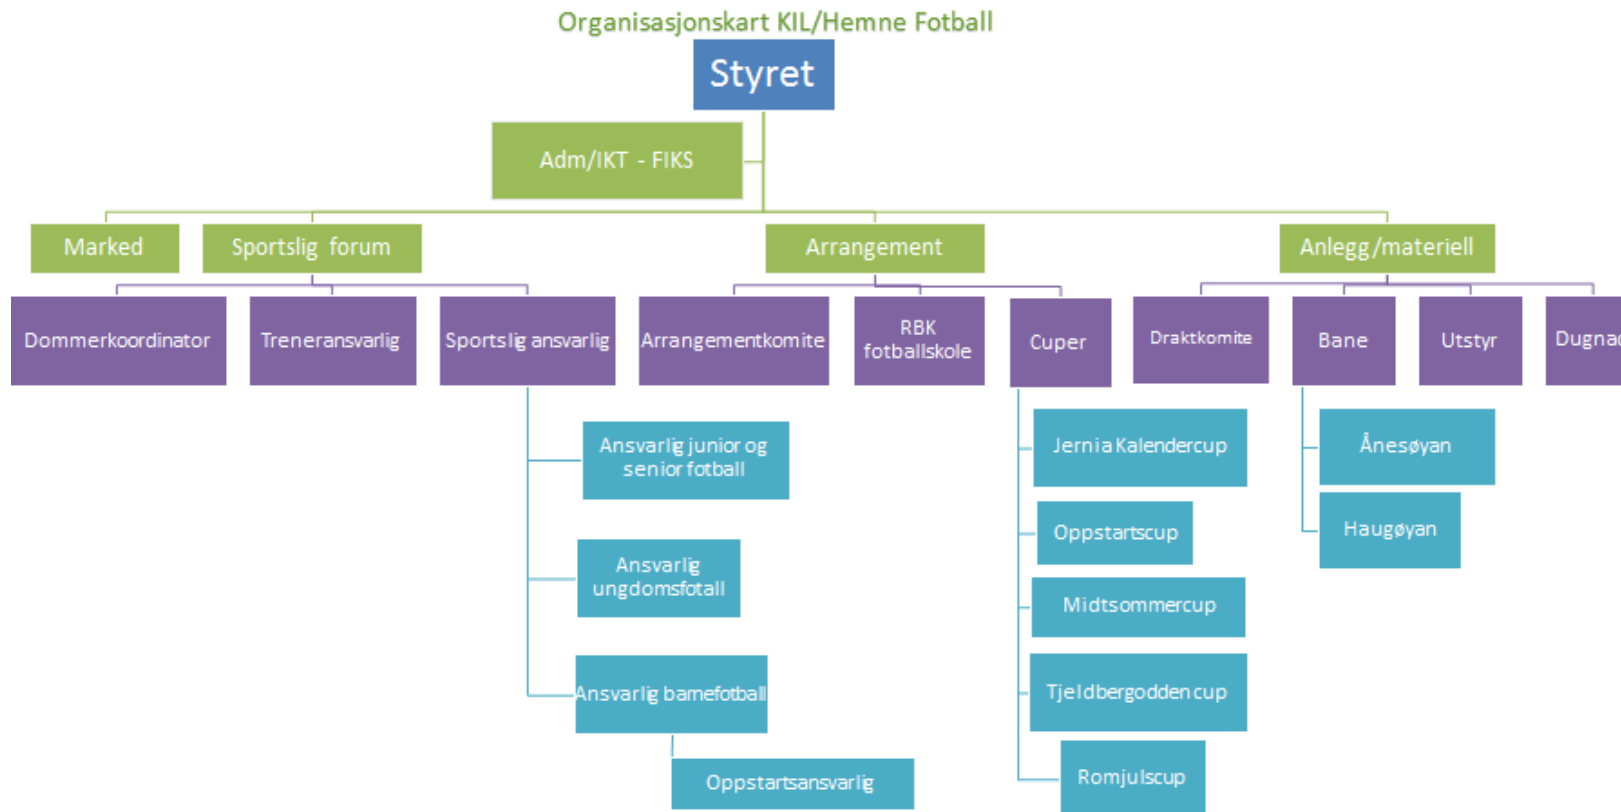 Organisasjonskart KIL/Hemne Fotball
Styret
Adm/IKT - FIKS
Marked
Sportslig forum
Arrangement
Anlegg/materiell
Dommerkoordinator
Treneransvarlig
Sportslig ansvarlig
Arrangementkomite
RBK
fotballskole
Cuper
Draktkomite
Bane
Utstyr
Dugnad
Ansvarlig junior og
senior fotball
Ansvarlig
ungdomsfotall
Ansvarlig barnefotball
Oppstartsansvarlig
Jernia Kalendercup
Oppstartscup
Midtsommercup
Tjeldbergodden cup
Romjulscup
Ånesøyan
Haugøyan